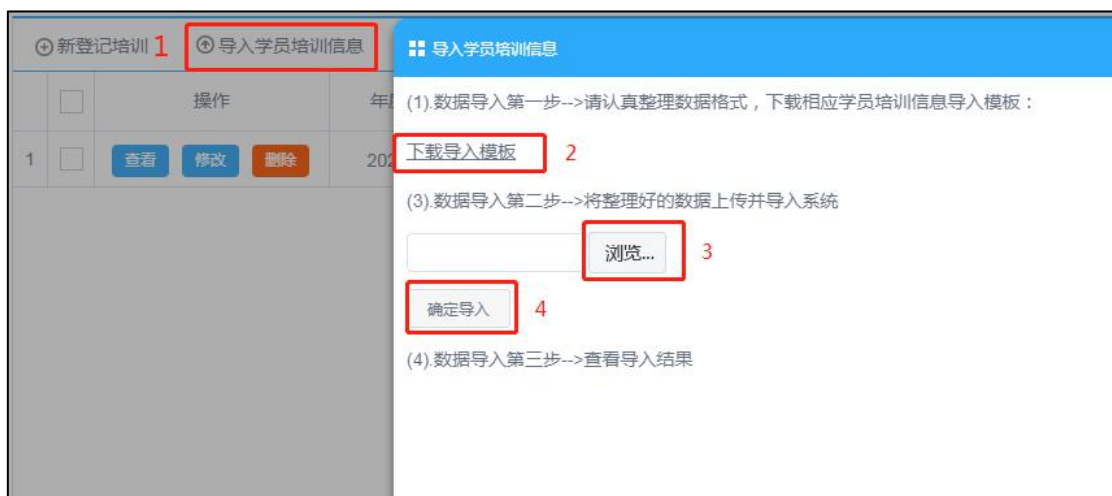 新登记培训 1 导入学员培训信息
操作 年
1 查看 修改 删除 202
导入学员培训信息
(1).数据导入第一步-->请认真整理数据格式，下载相应学员培训信息导入模板：
下载导入模板 2
(3).数据导入第二步-->将整理好的数据上传并导入系统
浏览... 3
确定导入 4
(4).数据导入第三步-->查看导入结果